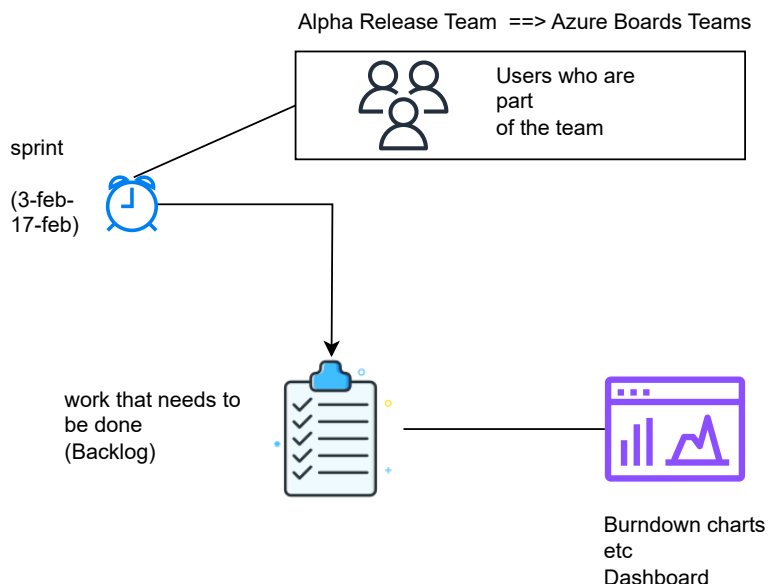 Alpha Release Team  ==> Azure Boards Teams
Users who are
part
of the team
sprint
(3-feb-
17-feb)
work that needs to
be done
(Backlog)
Burndown charts
etc
Dashboard